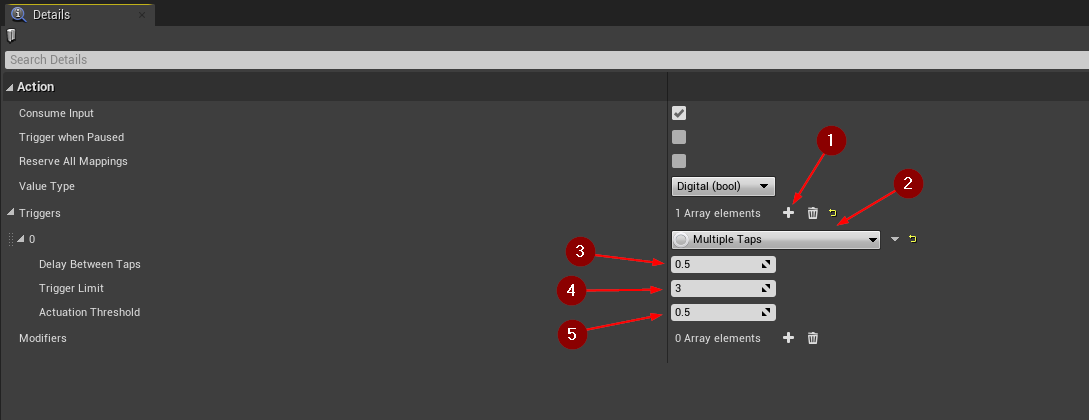 Details
Search Details
Action
Consume Input
Trigger when Paused
1
Reserve All Mappings
Value Type Digital (bool)
2
Triggers 1 Array elements
0 Multiple Taps
3
Delay Between Taps 0.5
Trigger Limit 3
4
Actuation Threshold 0.5
5
Modifiers 0 Array elements